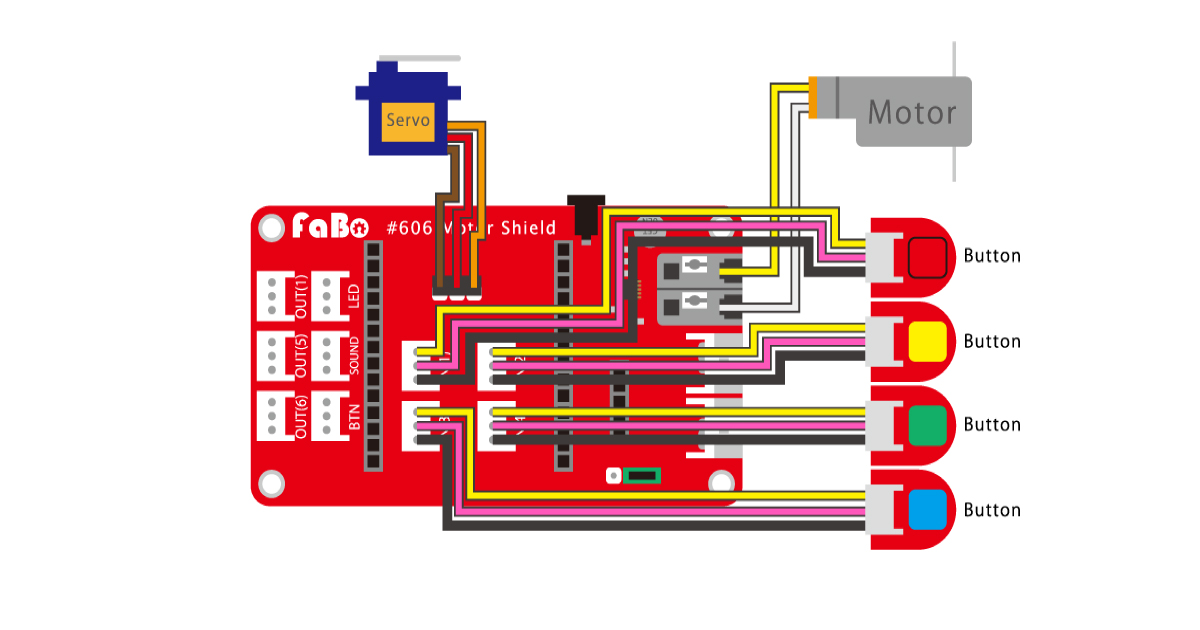 Servo
Motor
FaBo
#606 Motor Shield
Button
OUT(1)
LED
Button
OUT(5)
SOUND
OUT(6)
BTN
Button
Button